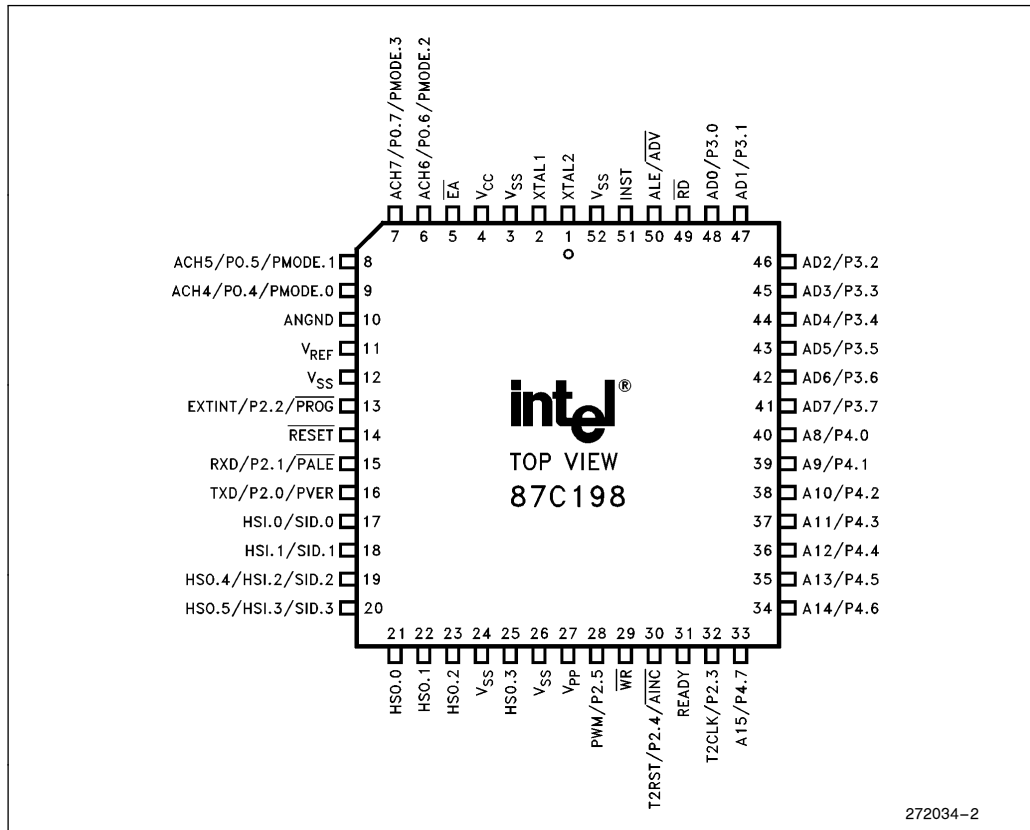 ACH7/P0.7/PMODE.3
ACH6/P0.6/PMODE.2
EA
VCC
VSS
XTAL1
XTAL2
VSS
INST
ALE/ADV
RD
AD0/P3.0
AD1/P3.1
7 6 5 4 3 2 1 52 51 50 49 48 47
ACH5/P0.5/PMODE.1 8
ACH4/P0.4/PMODE.0 9
ANGND 10
VREF 11
VSS 12
EXTINT/P2.2/PROG 13
RESET 14
RXD/P2.1/PALE 15
TXD/P2.0/PVER 16
HSI.0/SID.0 17
HSI.1/SID.1 18
HSO.4/HSI.2/SID.2 19
HSO.5/HSI.3/SID.3 20
intel®
TOP VIEW
87C198
46 AD2/P3.2
45 AD3/P3.3
44 AD4/P3.4
43 AD5/P3.5
42 AD6/P3.6
41 AD7/P3.7
40 A8/P4.0
39 A9/P4.1
38 A10/P4.2
37 A11/P4.3
36 A12/P4.4
35 A13/P4.5
34 A14/P4.6
21 22 23 24 25 26 27 28 29 30 31 32 33
HSO.0
HSO.1
HSO.2
VSS
HSO.3
VSS
VPP
PWM/P2.5
WR
T2RST/P2.4/AINC
READY
T2CLK/P2.3
A15/P4.7
272034–2